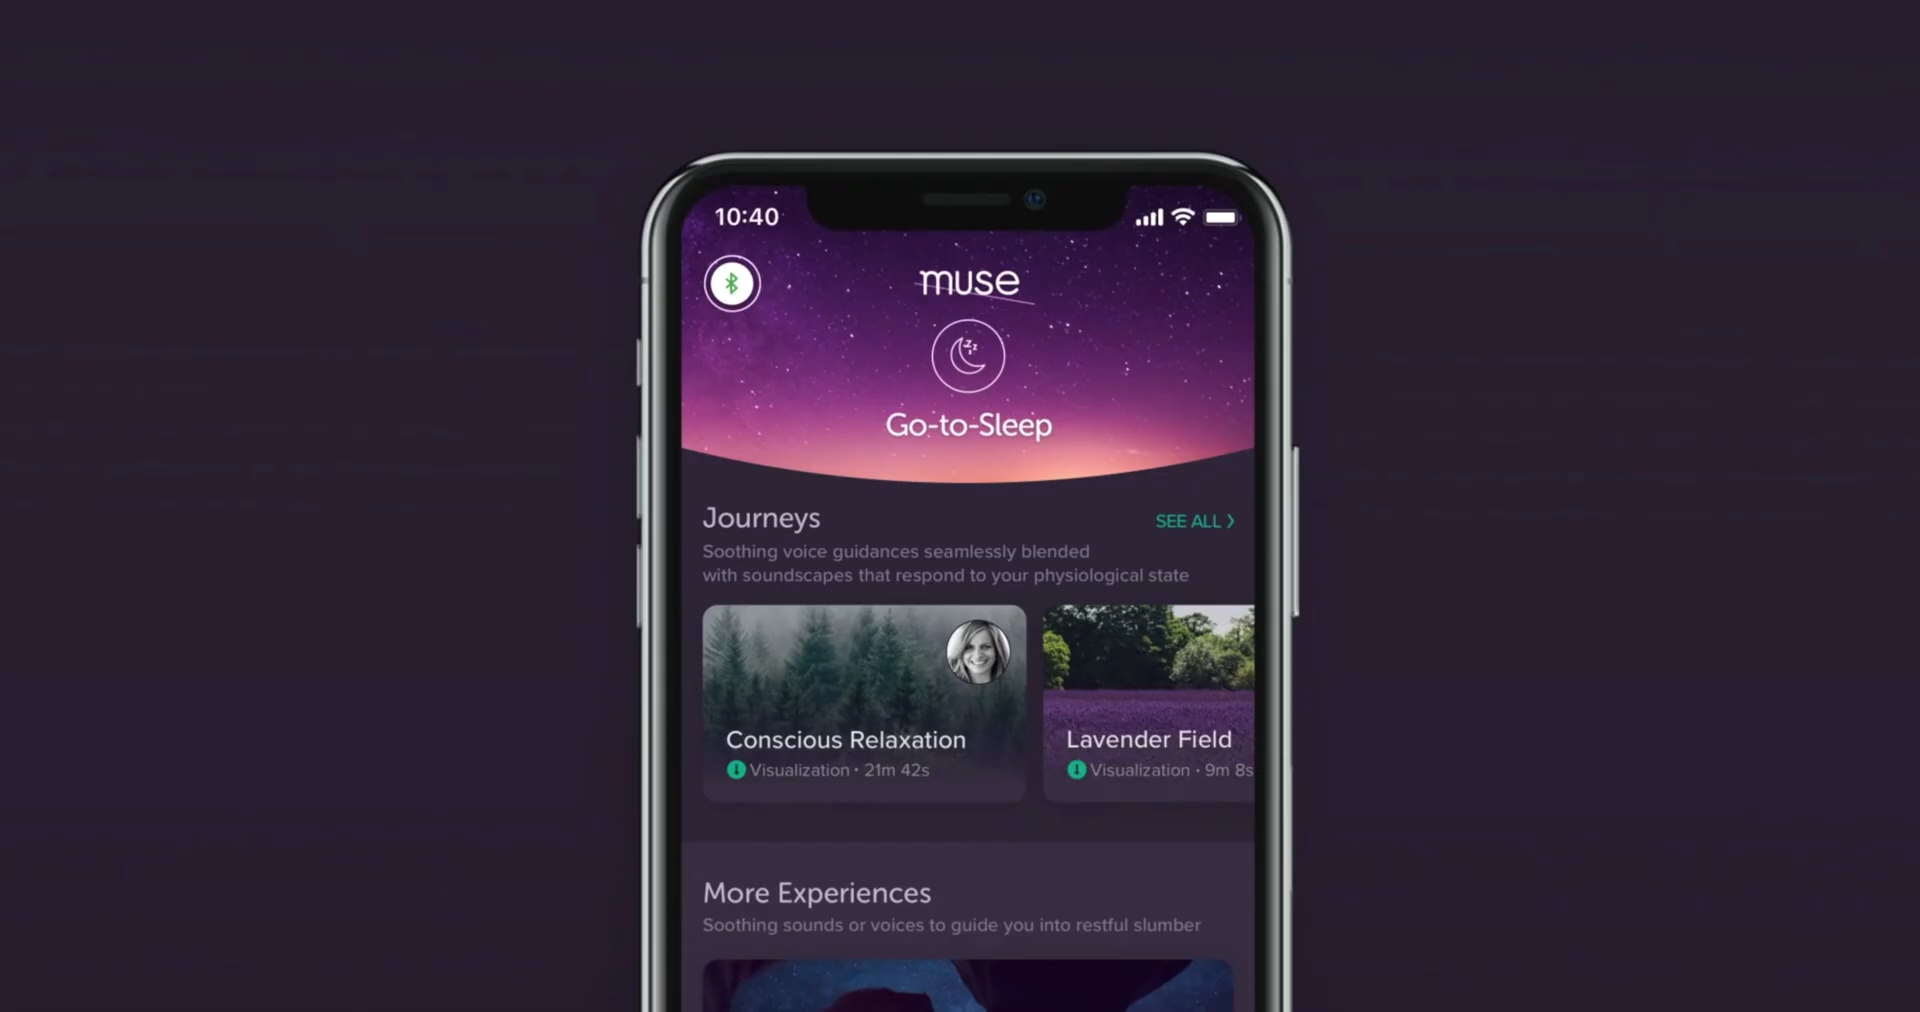 10:40
muse
Go-to-Sleep
Journeys
SEE ALL >
Soothing voice guidances seamlessly blended
with soundscapes that respond to your physiological state
Conscious Relaxation
Visualization • 21m 42s
Lavender Field
Visualization • 9m 8s
More Experiences
Soothing sounds or voices to guide you into restful slumber